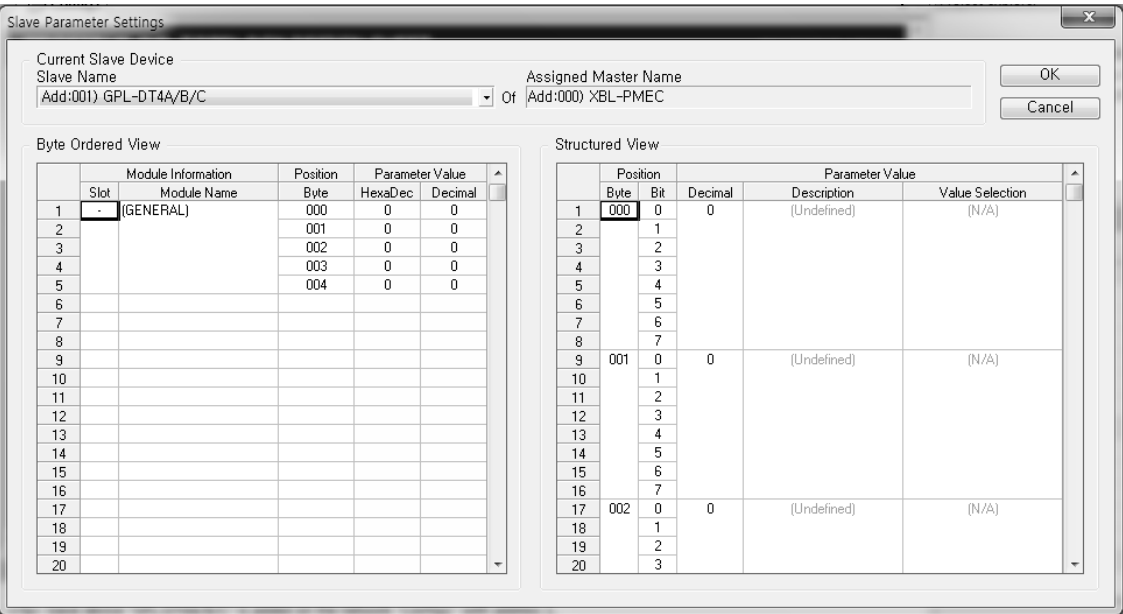 Slave Parameter Settings
x
Current Slave Device
Slave Name
Assigned Master Name
Add:001) GPL-DT4A/B/C
Of
Add:000) XBL-PMEC
OK
Cancel
Byte Ordered View
Module Information Position Parameter Value
Slot Module Name Byte HexaDec Decimal
1 - (GENERAL) 000 0 0
2 001 0 0
3 002 0 0
4 003 0 0
5 004 0 0
6
7
8
9
10
11
12
13
14
15
16
17
18
19
20
Structured View
Position Parameter Value
Byte Bit Decimal Description Value Selection
1 000 0 0 (Undefined) (N/A)
2 1
3 2
4 3
5 4
6 5
7 6
8 7
9 001 0 0 (Undefined) (N/A)
10 1
11 2
12 3
13 4
14 5
15 6
16 7
17 002 0 0 (Undefined) (N/A)
18 1
19 2
20 3